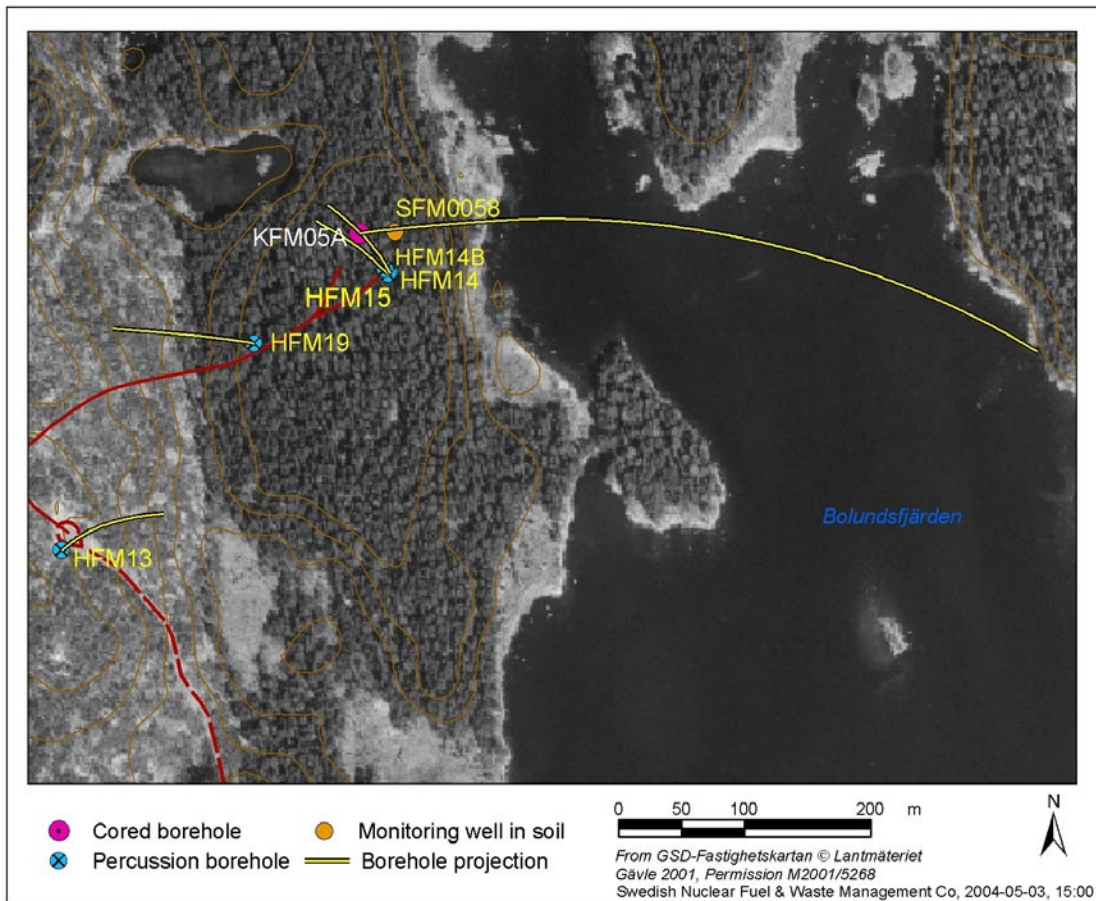 SFM0058
KFM05A
HFM14B
HFM14
HFM15
HFM19
Bolundsfjärden
HFM13
Cored borehole
Percussion borehole
Monitoring well in soil
Borehole projection
0 50 100 200 m
N
From GSD-Fastighetskartan © Lantmäteriet
Gävle 2001, Permission M2001/5268
Swedish Nuclear Fuel & Waste Management Co, 2004-05-03, 15:00